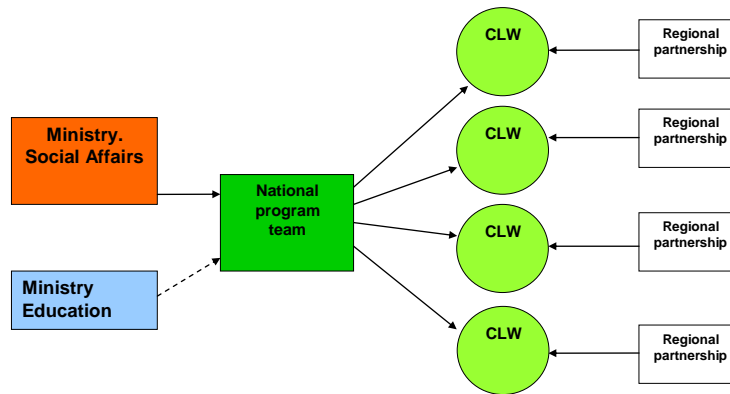 Ministry.
Social Affairs
Ministry
Education
National
program
team
CLW
CLW
CLW
CLW
Regional
partnership
Regional
partnership
Regional
partnership
Regional
partnership